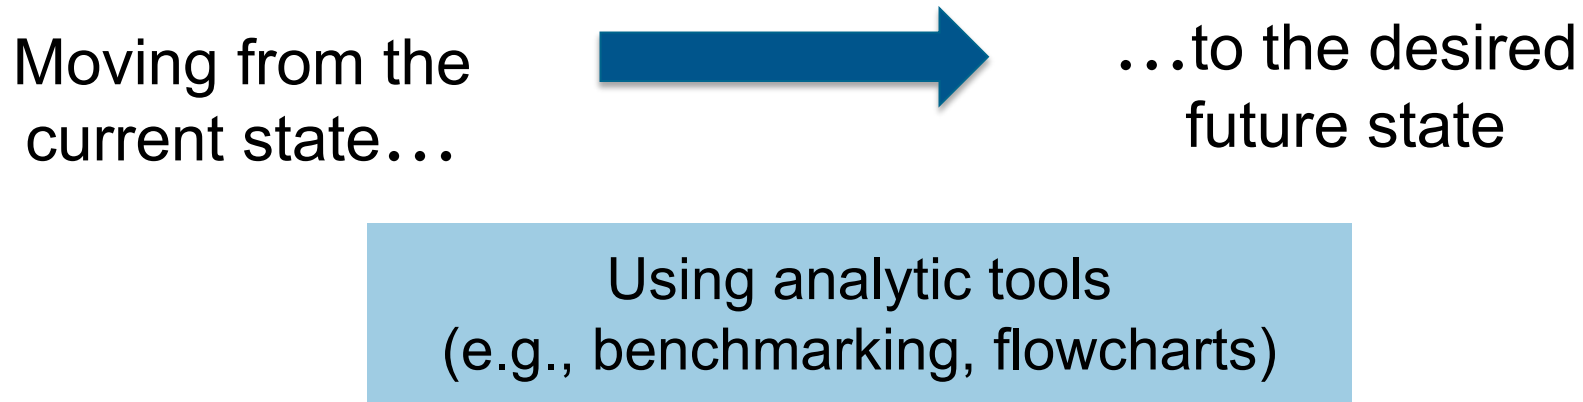 Moving from the
current state…
…to the desired
future state
Using analytic tools
(e.g., benchmarking, flowcharts)